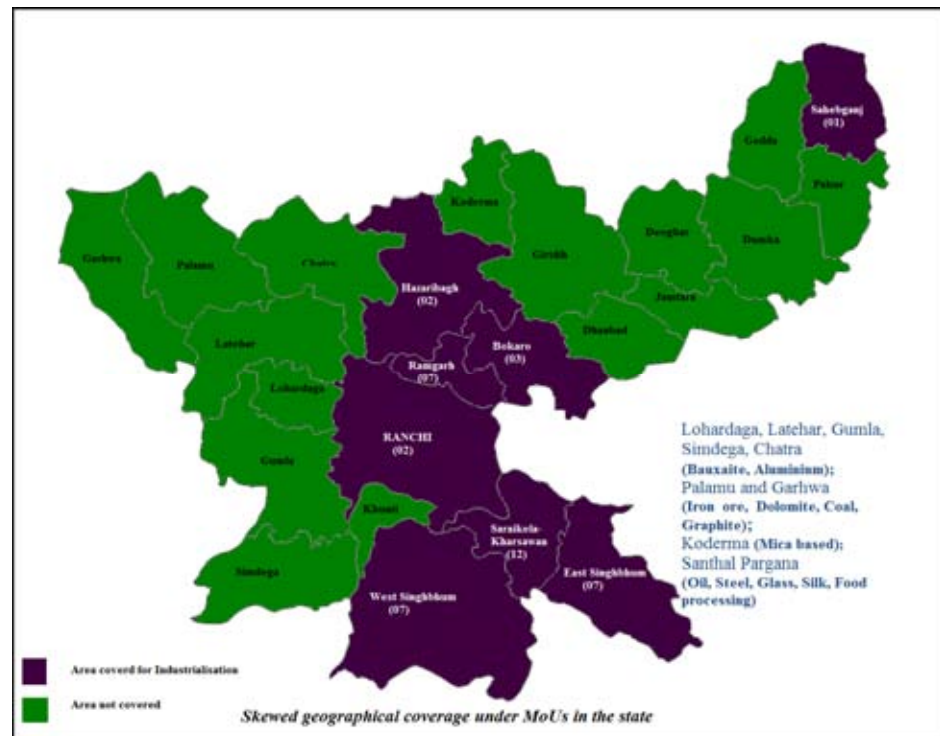 Sahebganj
(01)
Godda
Pakur
Koderma
Giridih
Deoghar
Dumka
Garhwa
Palamu
Chatra
Hazaribagh
(02)
Jamtara
Dhanbad
Latehar
Bokaro
(03)
Ramgarh
(07)
Lohardaga
RANCHI
(02)
Gumla
Khunti
Saraikela-
Kharsawan
(12)
Simdega
East Singhbhum
(07)
West Singhbhum
(07)
Lohardaga, Latehar, Gumla,
Simdega, Chatra
(Bauxaite, Aluminium);
Palamu and Garhwa
(Iron ore, Dolomite, Coal,
Graphite);
Koderma (Mica based);
Santhal Pargana
(Oil, Steel, Glass, Silk, Food
processing)
Area coverd for Industrialisation
Area not covered
Skewed geographical coverage under MoUs in the state